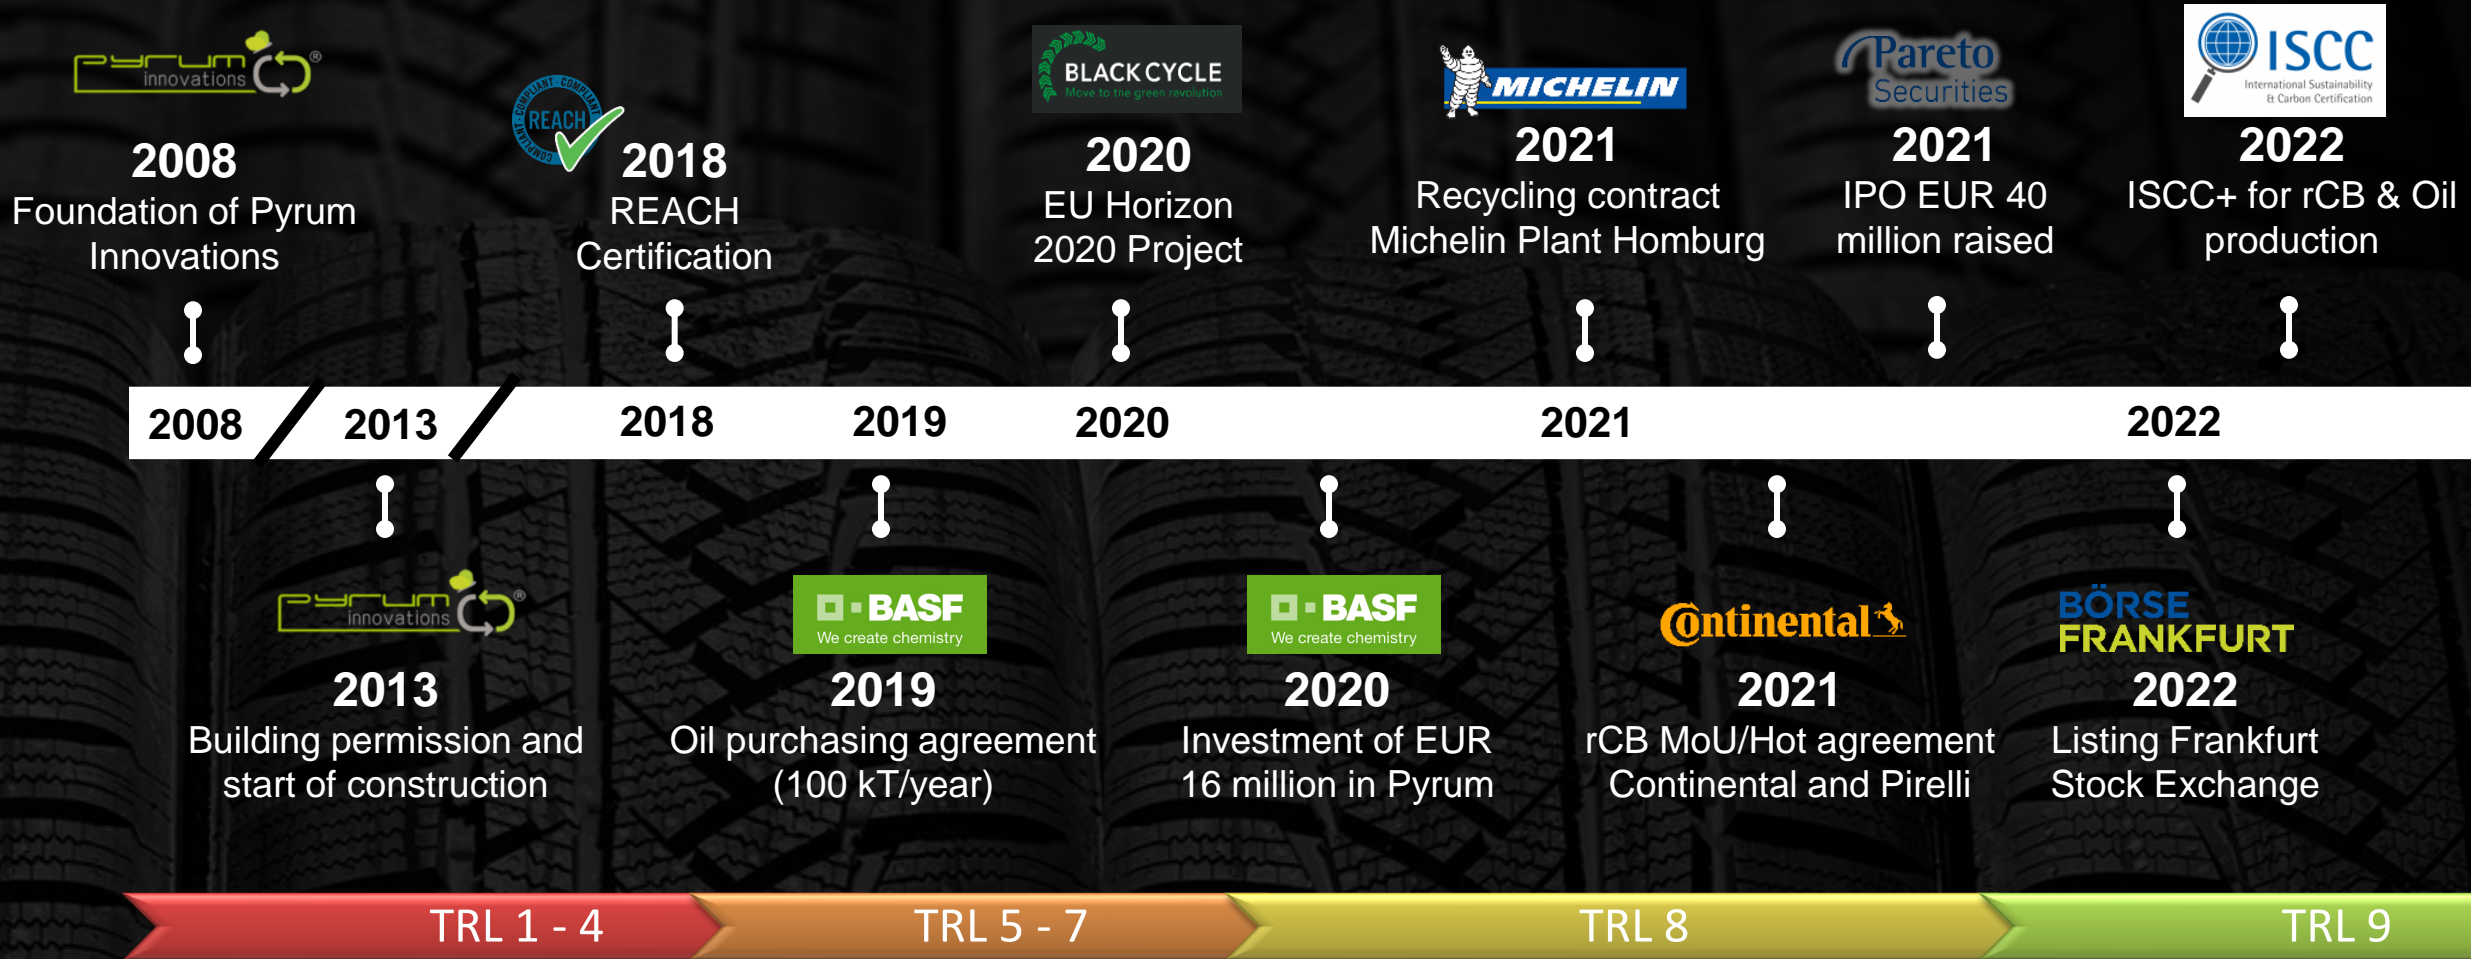 pyrum
innovations
®
2008
Foundation of Pyrum
Innovations
COMPLIANT · COMPLIANT · COMPLIANT
REACH
2018
REACH
Certification
BLACK CYCLE
Move to the green revolution
2020
EU Horizon
2020 Project
MICHELIN
2021
Recycling contract
Michelin Plant Homburg
Pareto
Securities
2021
IPO EUR 40
million raised
ISCC
International Sustainability
& Carbon Certification
2022
ISCC+ for rCB & Oil
production
2008
2013
2018
2019
2020
2021
2022
pyrum
innovations
®
2013
Building permission and
start of construction
BASF
We create chemistry
2019
Oil purchasing agreement
(100 kT/year)
BASF
We create chemistry
2020
Investment of EUR
16 million in Pyrum
Continental
2021
rCB MoU/Hot agreement
Continental and Pirelli
BÖRSE
FRANKFURT
2022
Listing Frankfurt
Stock Exchange
TRL 1 - 4
TRL 5 - 7
TRL 8
TRL 9